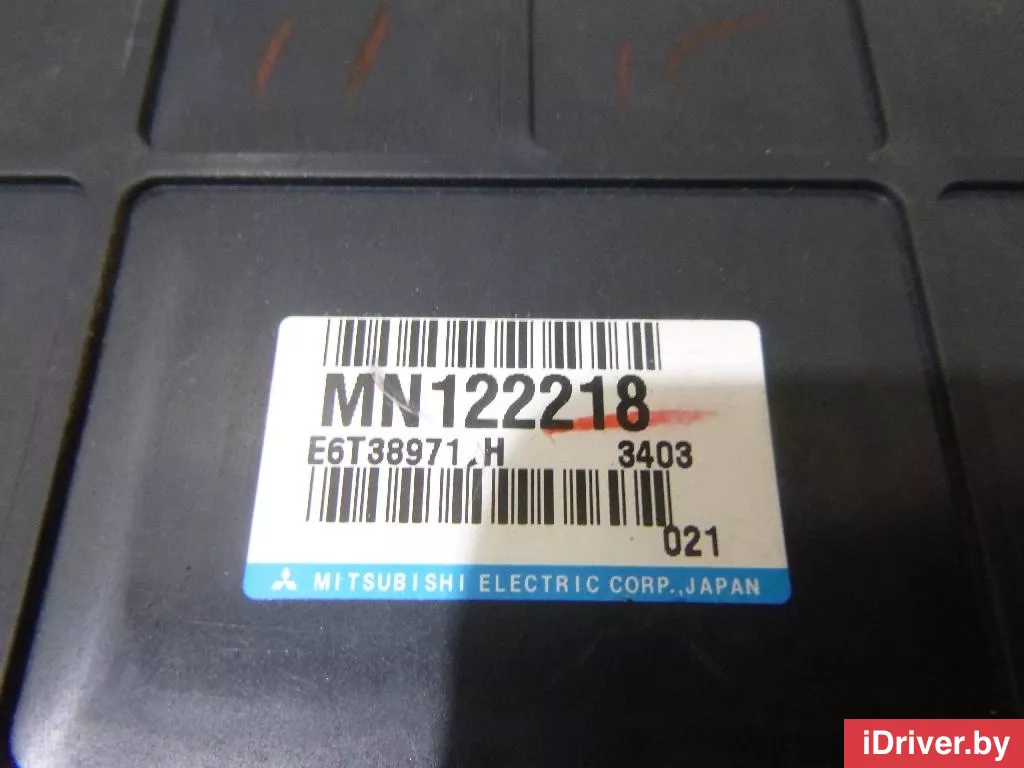 MN122218
E6T38971 H 3403
021
MITSUBISHI ELECTRIC CORP., JAPAN
iDriver.by